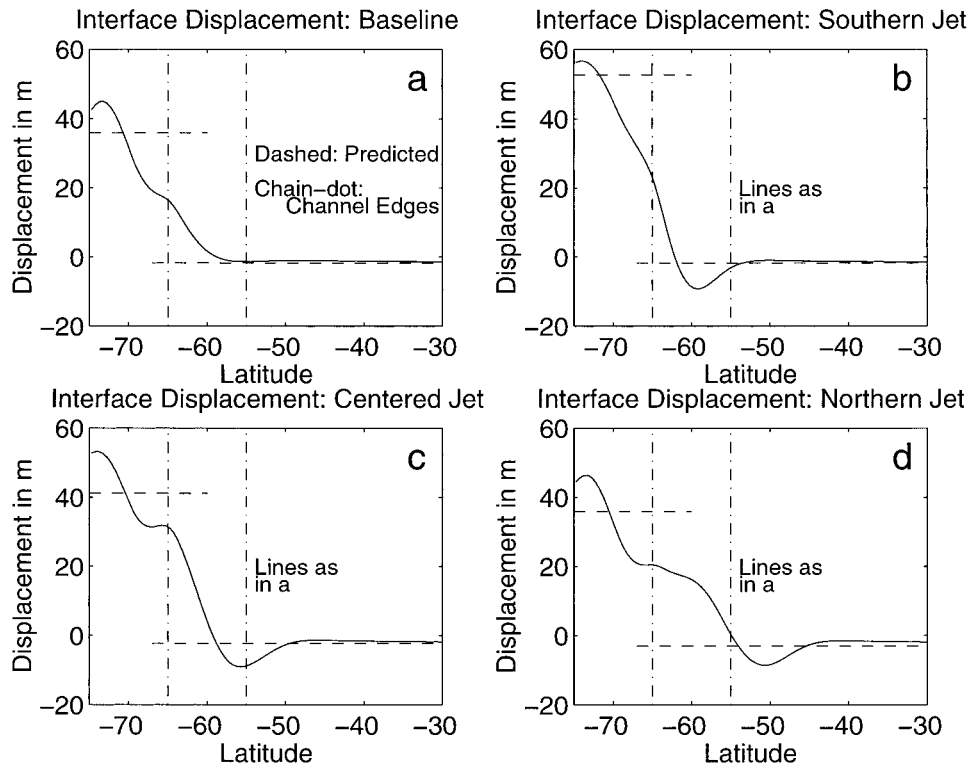 Interface Displacement: Baseline
a
60
40
20
0
−20
Displacement in m
Dashed: Predicted
Chain−dot:
Channel Edges
−70 −60 −50 −40 −30
Latitude
Interface Displacement: Southern Jet
b
60
40
20
0
−20
Displacement in m
Lines as
in a
−70 −60 −50 −40 −30
Latitude
Interface Displacement: Centered Jet
c
60
40
20
0
−20
Displacement in m
Lines as
in a
−70 −60 −50 −40 −30
Latitude
Interface Displacement: Northern Jet
d
60
40
20
0
−20
Displacement in m
Lines as
in a
−70 −60 −50 −40 −30
Latitude